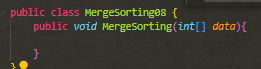 public class MergeSorting08 {
    public void MergeSorting(int[] data){

    }
}